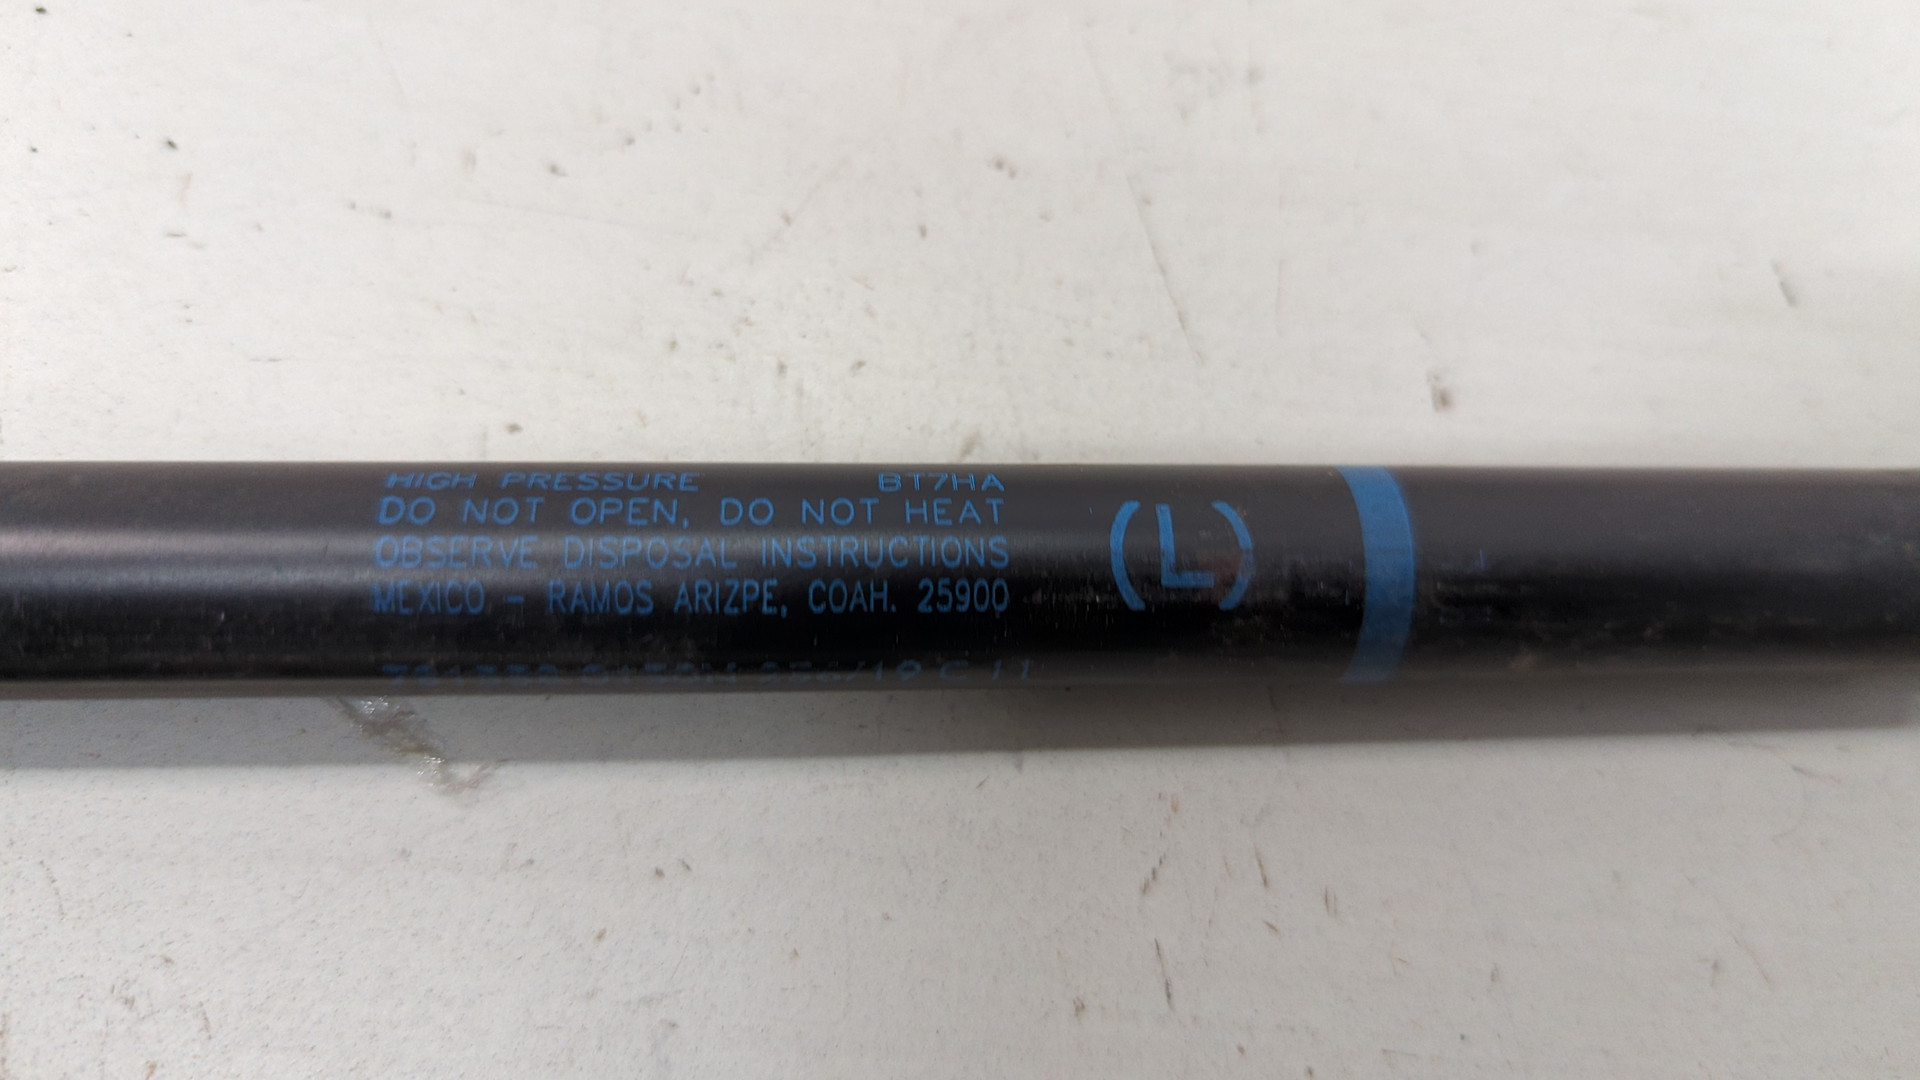 HIGH PRESSURE BT7HA
DO NOT OPEN, DO NOT HEAT
OBSERVE DISPOSAL INSTRUCTIONS
MEXICO - RAMOS ARIZPE, COAH. 25900
(L)